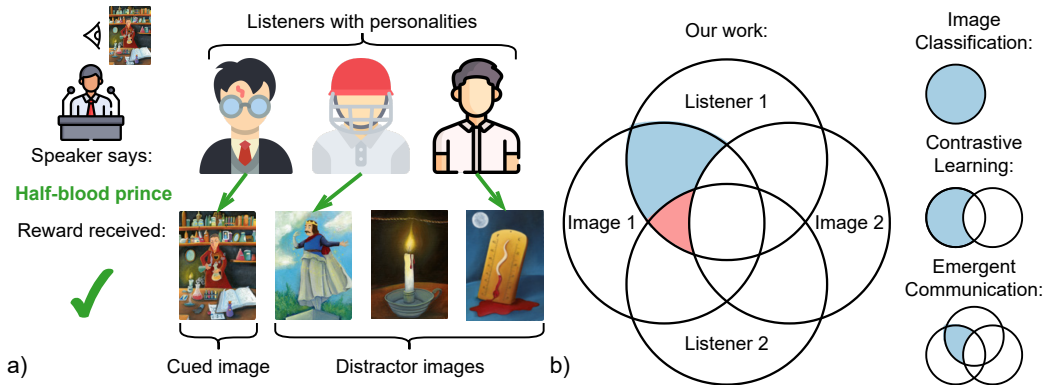 Listeners with personalities
Speaker says:
Half-blood prince
Reward received:
a)
Cued image
Distractor images
Our work:
Listener 1
Image 1
Image 2
Listener 2
b)
Image
Classification:
Contrastive
Learning:
Emergent
Communication: